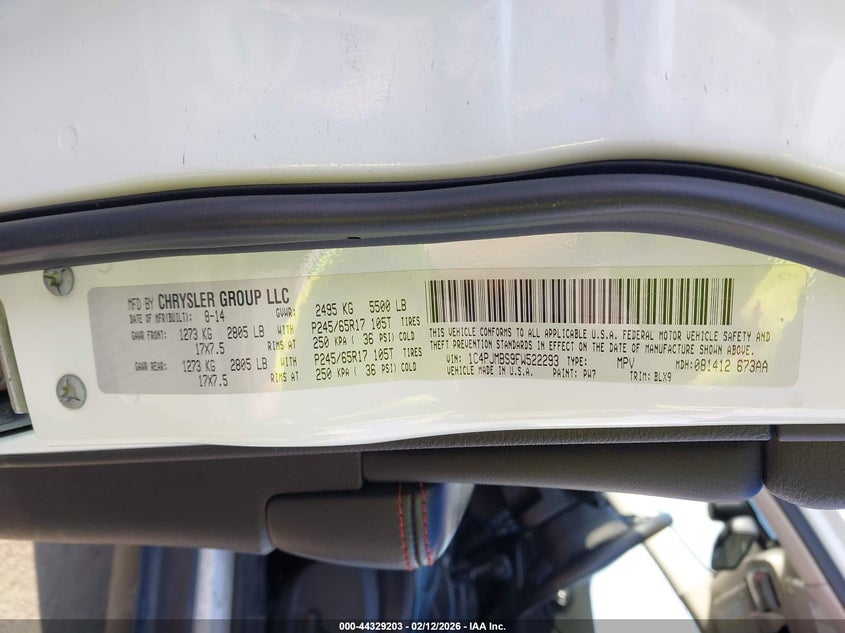 MFD BY CHRYSLER GROUP LLC
DATE OF MFR(BUILT): 8-14 GVWR: 2495 KG 5500 LB
GAWR FRONT: 1273 KG 2805 LB WITH P245/65R17 105T TIRES
17X7.5 RIMS AT 250 KPA ( 36 PSI) COLD
GAWR REAR: 1273 KG 2805 LB WITH P245/65R17 105T TIRES
17X7.5 RIMS AT 250 KPA ( 36 PSI) COLD
THIS VEHICLE CONFORMS TO ALL APPLICABLE U.S.A. FEDERAL MOTOR VEHICLE SAFETY AND THEFT
PREVENTION STANDARDS IN EFFECT ON THE DATE OF MANUFACTURE SHOWN ABOVE.
VIN: 1C4PJMBS9FW522293 TYPE: MPV MDH: 081412 673AA
VEHICLE MADE IN U.S.A. PAINT: PW7 TRIM: BLX9
000-44329203 - 02/12/2026 - IAA Inc.